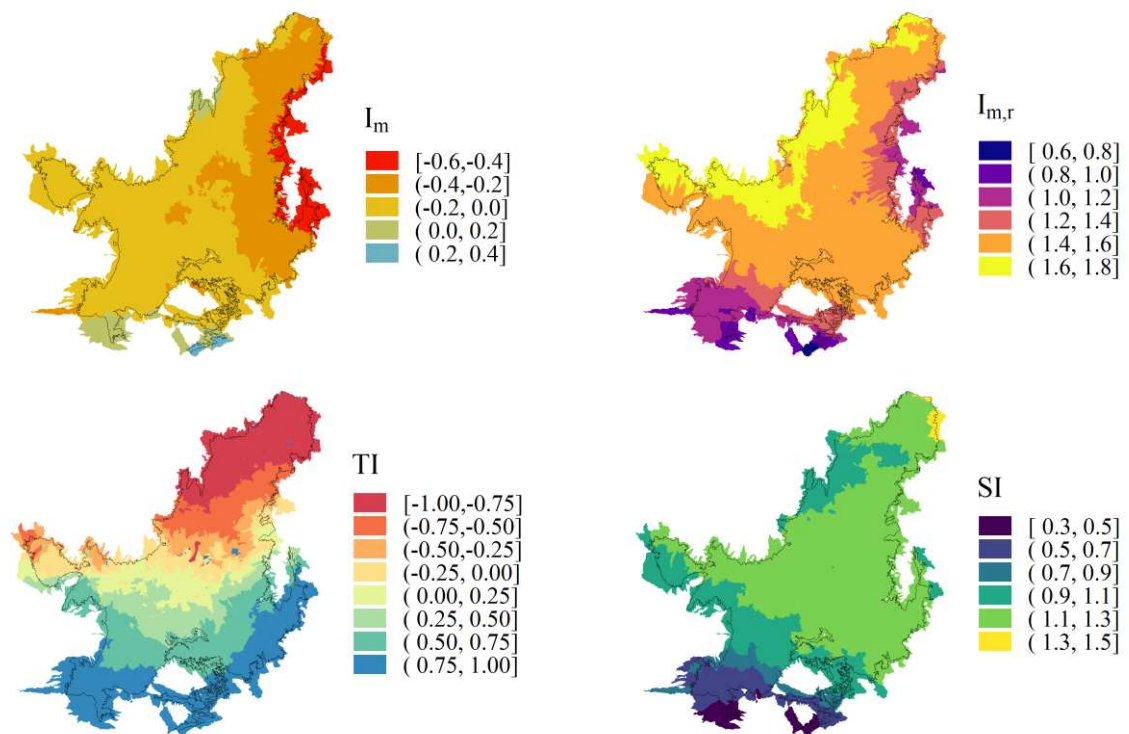 I_m
[-0.6,-0.4]
(-0.4,-0.2]
(-0.2, 0.0]
( 0.0, 0.2]
( 0.2, 0.4]
I_m,r
[ 0.6, 0.8]
( 0.8, 1.0]
( 1.0, 1.2]
( 1.2, 1.4]
( 1.4, 1.6]
( 1.6, 1.8]
TI
[-1.00,-0.75]
(-0.75,-0.50]
(-0.50,-0.25]
(-0.25, 0.00]
( 0.00, 0.25]
( 0.25, 0.50]
( 0.50, 0.75]
( 0.75, 1.00]
SI
[ 0.3, 0.5]
( 0.5, 0.7]
( 0.7, 0.9]
( 0.9, 1.1]
( 1.1, 1.3]
( 1.3, 1.5]